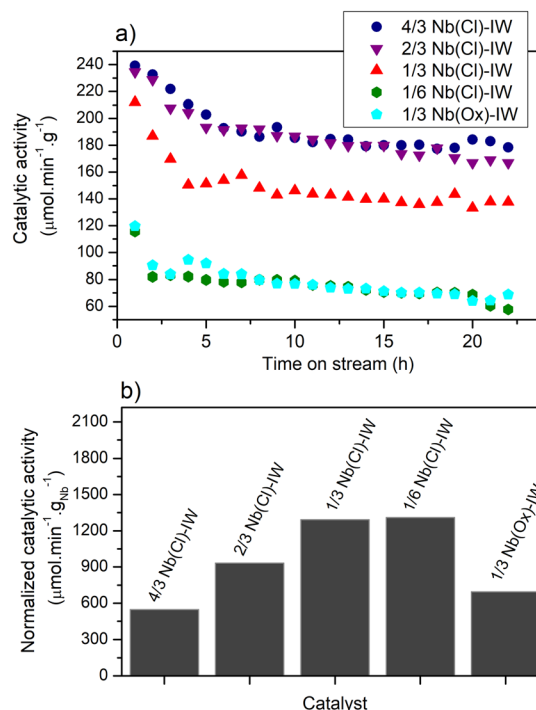 a)
4/3 Nb(Cl)-IW
2/3 Nb(Cl)-IW
1/3 Nb(Cl)-IW
1/6 Nb(Cl)-IW
1/3 Nb(Ox)-IW
Catalytic activity
(µmol.min⁻¹.g⁻¹)
240
220
200
180
160
140
120
100
80
60
0 5 10 15 20 25
Time on stream (h)
b)
Normalized catalytic activity
(µmol.min⁻¹.g_Nb⁻¹)
2100
1800
1500
1200
900
600
300
0
4/3 Nb(Cl)-IW
2/3 Nb(Cl)-IW
1/3 Nb(Cl)-IW
1/6 Nb(Cl)-IW
1/3 Nb(Ox)-IW
Catalyst